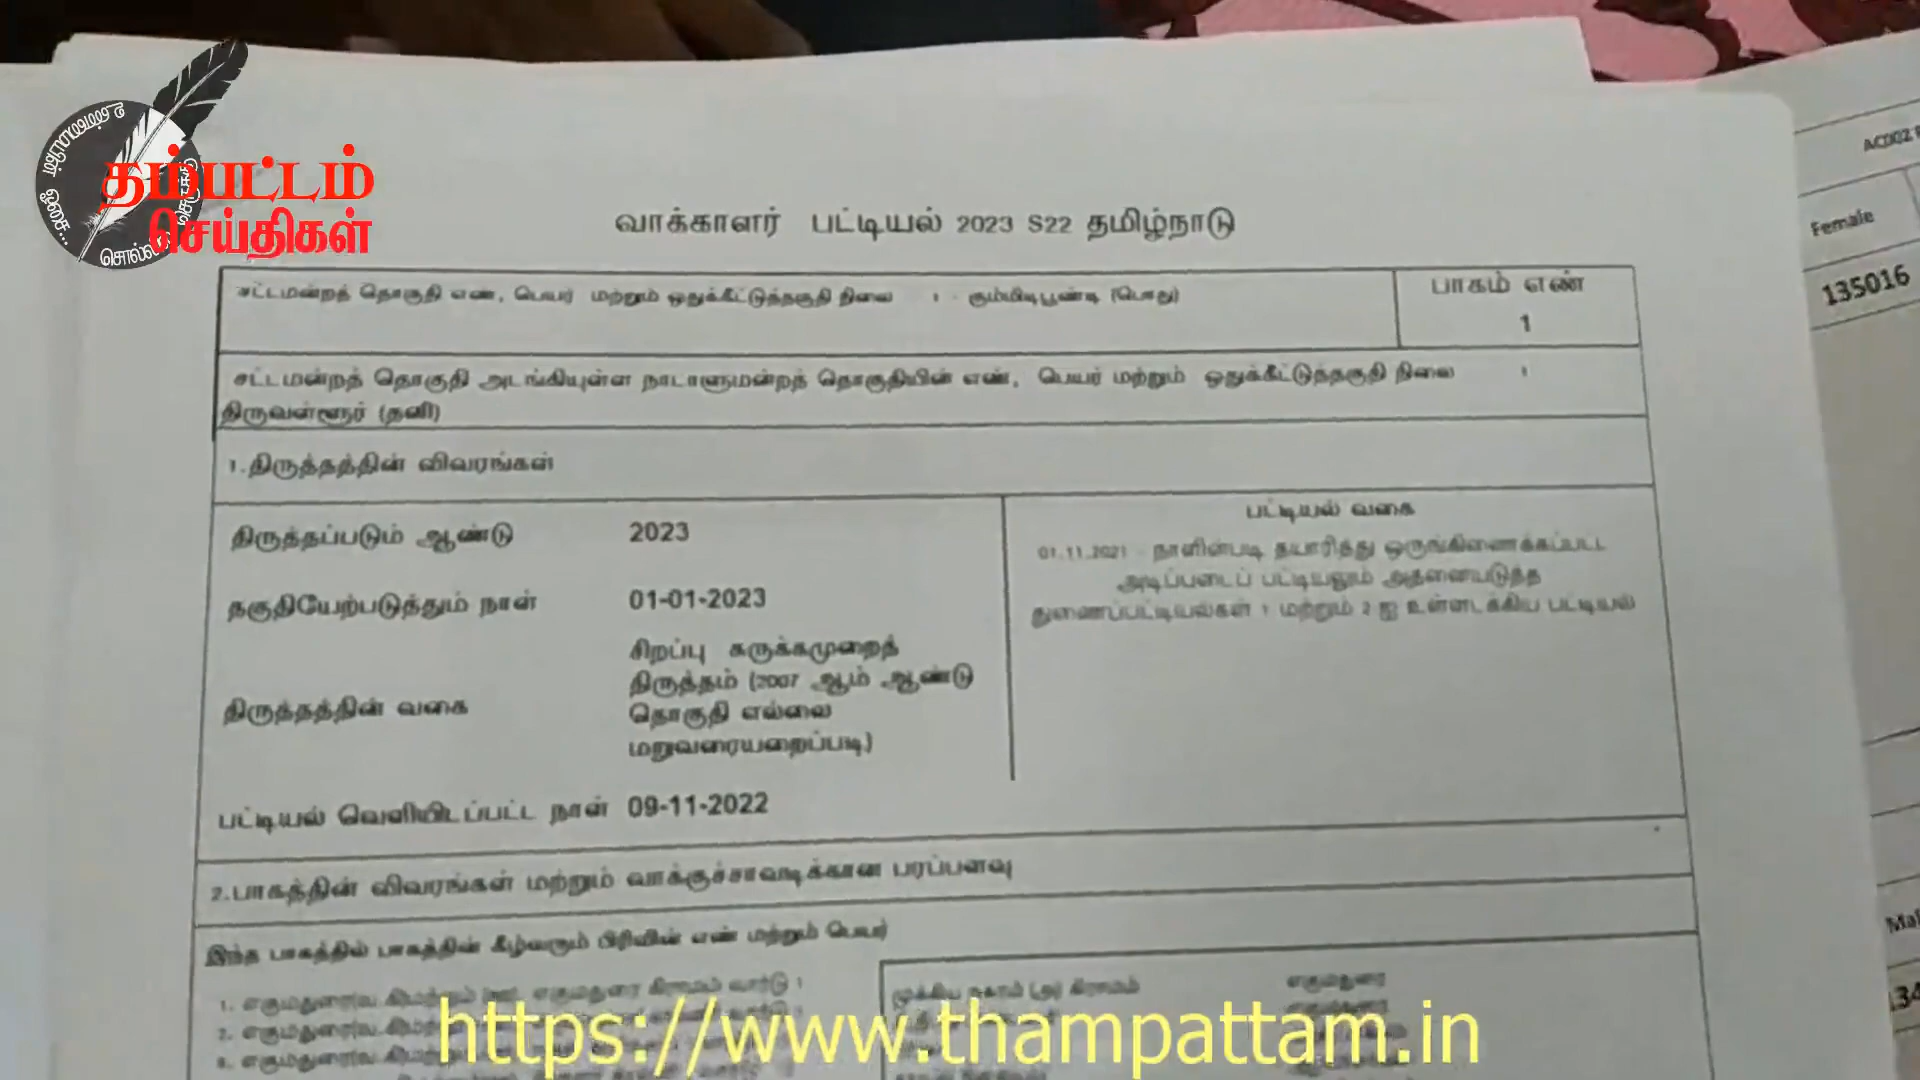 தம்பட்டம்
செய்திகள்
வாக்காளர் பட்டியல் 2023 S22 தமிழ்நாடு
சட்டமன்றத் தொகுதி எண், பெயர் மற்றும் ஒதுக்கீட்டுத்தகுதி நிலை 1 - கும்மிடிபூண்டி (பொது)
பாகம் எண்
1
சட்டமன்றத் தொகுதி அடங்கியுள்ள நாடாளுமன்றத் தொகுதியின் எண், பெயர் மற்றும் ஒதுக்கீட்டுத்தகுதி நிலை 1
திருவள்ளூர் (தனி)
1.திருத்தத்தின் விவரங்கள்
திருத்தப்படும் ஆண்டு 2023
தகுதியேற்படுத்தும் நாள் 01-01-2023
திருத்தத்தின் வகை
சிறப்பு சுருக்கமுறைத்
திருத்தம் (2007 ஆம் ஆண்டு
தொகுதி எல்லை
மறுவரையறைப்படி)
பட்டியல் வெளியிடப்பட்ட நாள் 09-11-2022
பட்டியல் வகை
01.11.2021 - நாளின்படி தயாரித்து ஒருங்கிணைக்கப்பட்ட
அடிப்படைப் பட்டியலும் அதனையடுத்த
துணைப்பட்டியல்கள் 1 மற்றும் 2 ஐ உள்ளடக்கிய பட்டியல்
2.பாகத்தின் விவரங்கள் மற்றும் வாக்குச்சாவடிக்கான பரப்பளவு
இந்த பாகத்தில் பாகத்தின் கீழ்வரும் பிரிவின் எண் மற்றும் பெயர்
முக்கிய நகரம் (அ) கிராமம் எகுமதுரை
Female
135016
https://www.thampattam.in